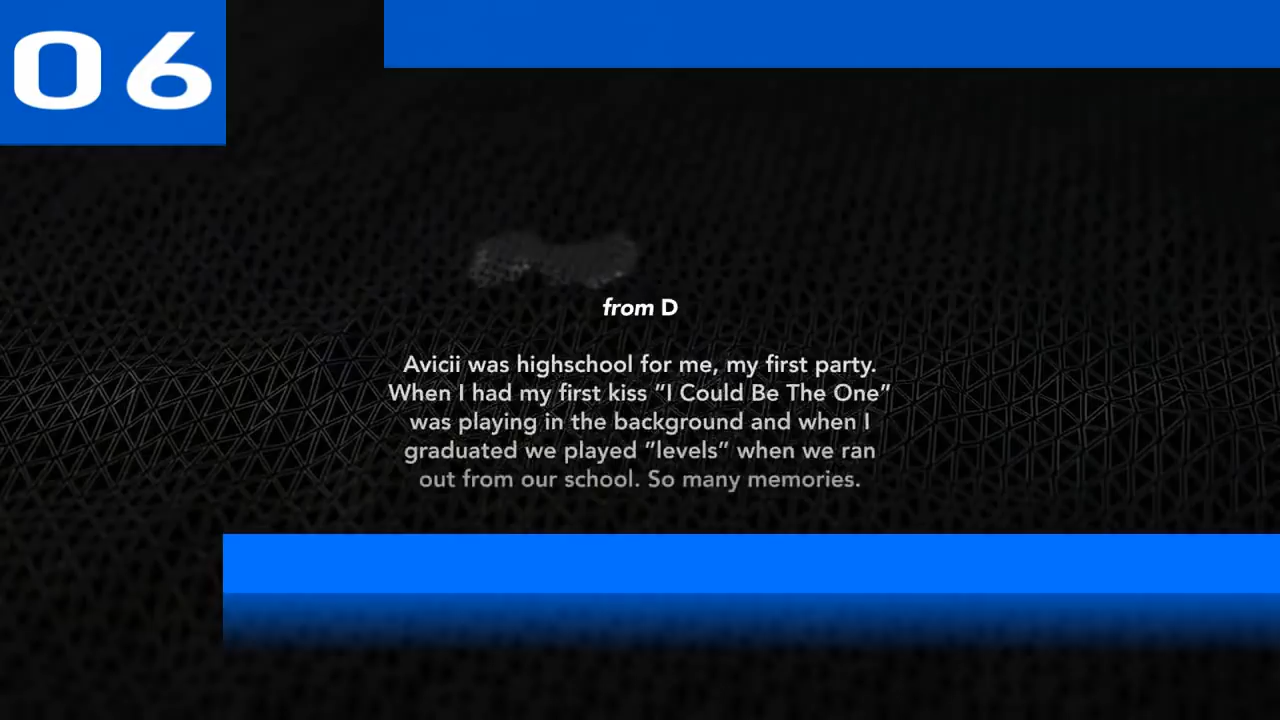 06
from D
Avicii was highschool for me, my first party.
When I had my first kiss ”I Could Be The One”
was playing in the background and when I
graduated we played ”levels” when we ran
out from our school. So many memories.